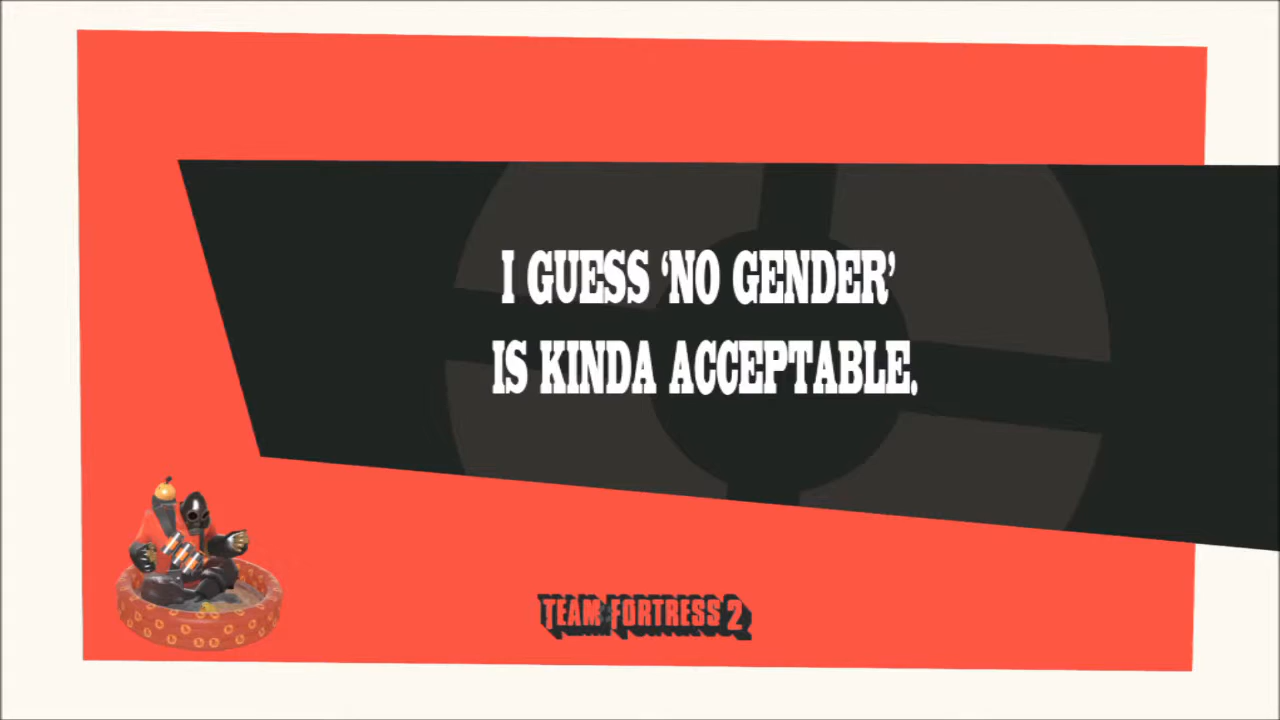 I GUESS ‘NO GENDER’
IS KINDA ACCEPTABLE.
TEAM FORTRESS 2